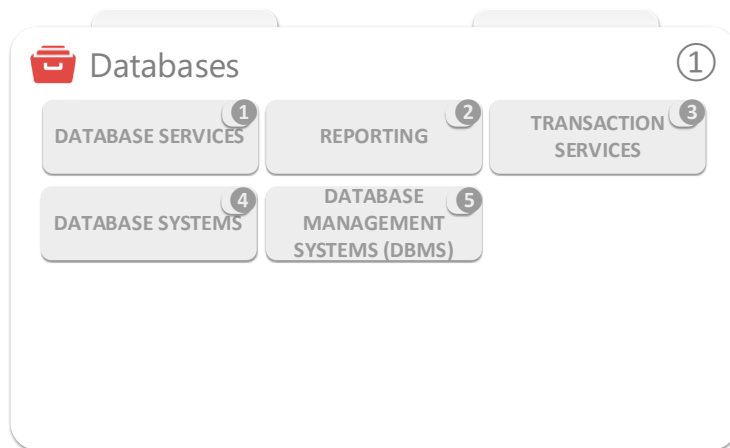 Databases
①
DATABASE SERVICES
1
REPORTING
2
TRANSACTION
SERVICES
3
DATABASE SYSTEMS
4
DATABASE
MANAGEMENT
SYSTEMS (DBMS)
5